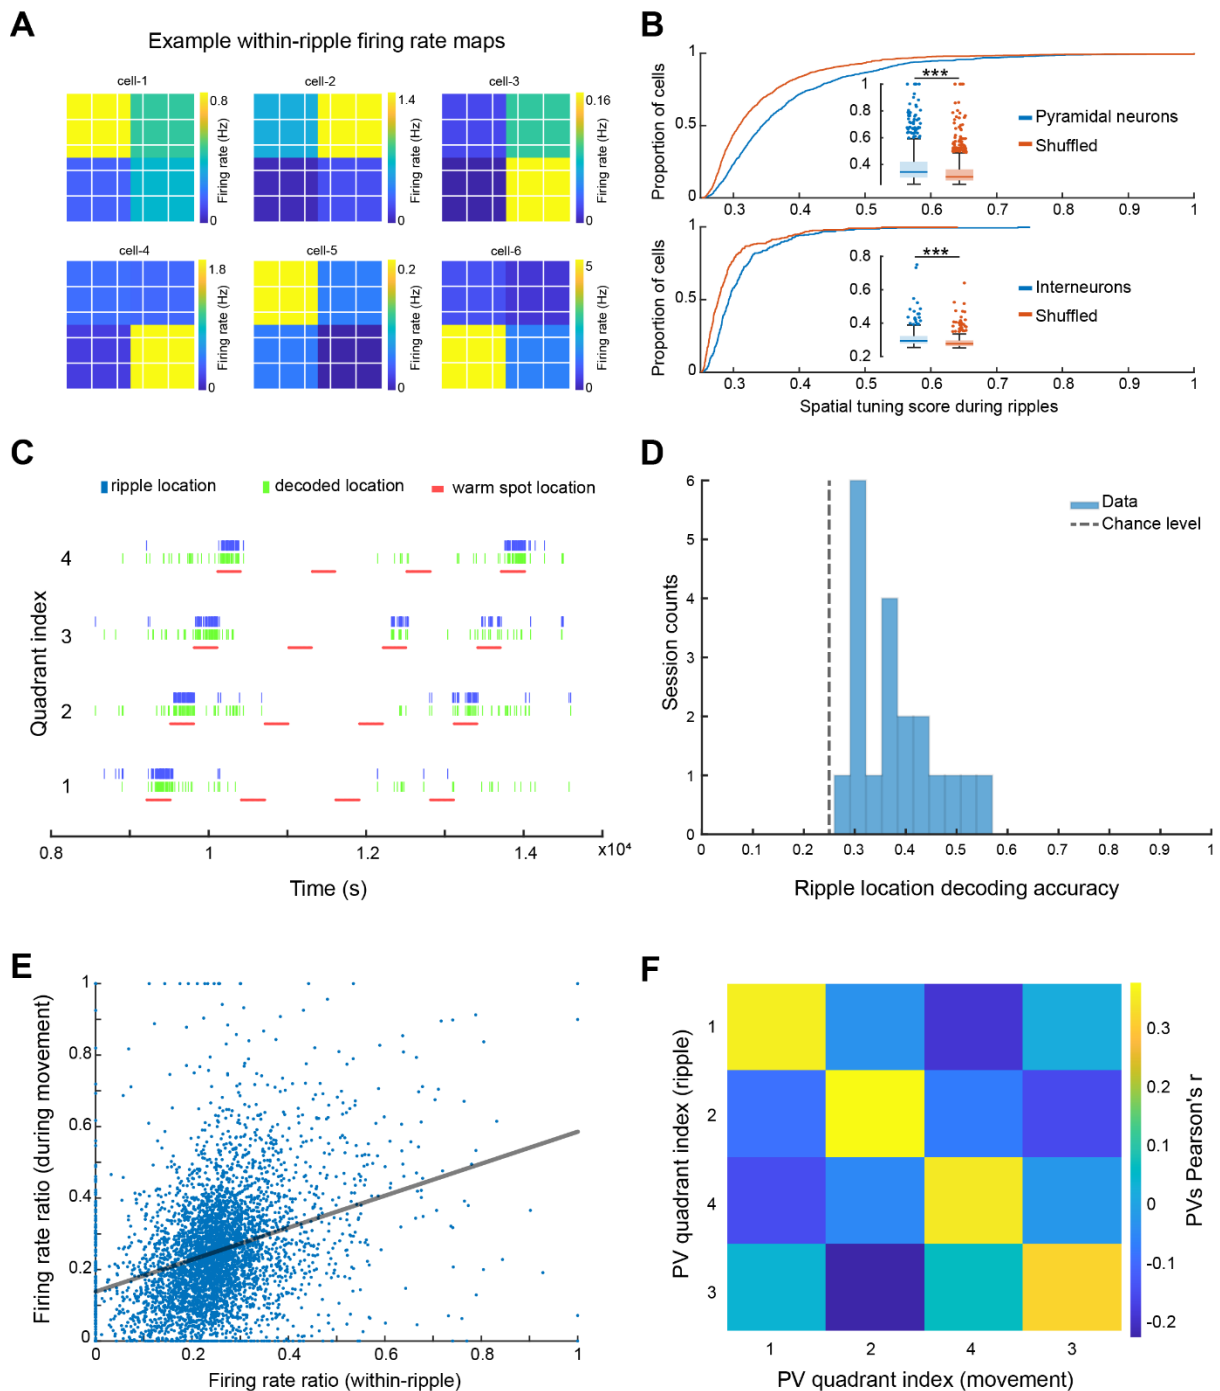 A
Example within-ripple firing rate maps
cell-1
cell-2
cell-3
0.8
0
Firing rate (Hz)
1.4
0
Firing rate (Hz)
0.16
0
Firing rate (Hz)
cell-4
cell-5
cell-6
1.8
0
Firing rate (Hz)
0.2
0
Firing rate (Hz)
5
0
Firing rate (Hz)
B
Proportion of cells
1
0.5
0
0.3 0.4 0.5 0.6 0.7 0.8 0.9 1
***
1
0.8
0.6
0.4
Pyramidal neurons
Shuffled
Proportion of cells
1
0.5
0
0.3 0.4 0.5 0.6 0.7 0.8 0.9 1
Spatial tuning score during ripples
***
0.8
0.6
0.4
0.2
Interneurons
Shuffled
C
ripple location decoded location warm spot location
Quadrant index
4
3
2
1
0.8 1 1.2 1.4 x10⁴
Time (s)
D
Session counts
6
5
4
3
2
1
0
Data
Chance level
0 0.1 0.2 0.3 0.4 0.5 0.6 0.7 0.8 0.9 1
Ripple location decoding accuracy
E
Firing rate ratio (during movement)
1
0.8
0.6
0.4
0.2
0
0 0.2 0.4 0.6 0.8 1
Firing rate ratio (within-ripple)
F
PV quadrant index (ripple)
1
2
4
3
1 2 4 3
PV quadrant index (movement)
0.3
0.2
0.1
0
-0.1
-0.2
PVs Pearson's r